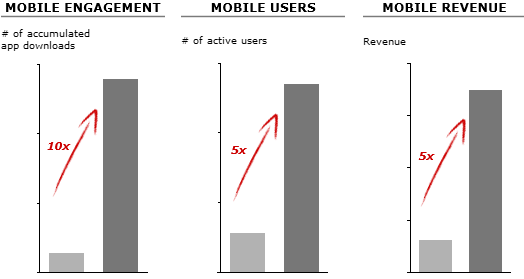 MOBILE ENGAGEMENT
# of accumulated
app downloads
10x
MOBILE USERS
# of active users
5x
MOBILE REVENUE
Revenue
5x